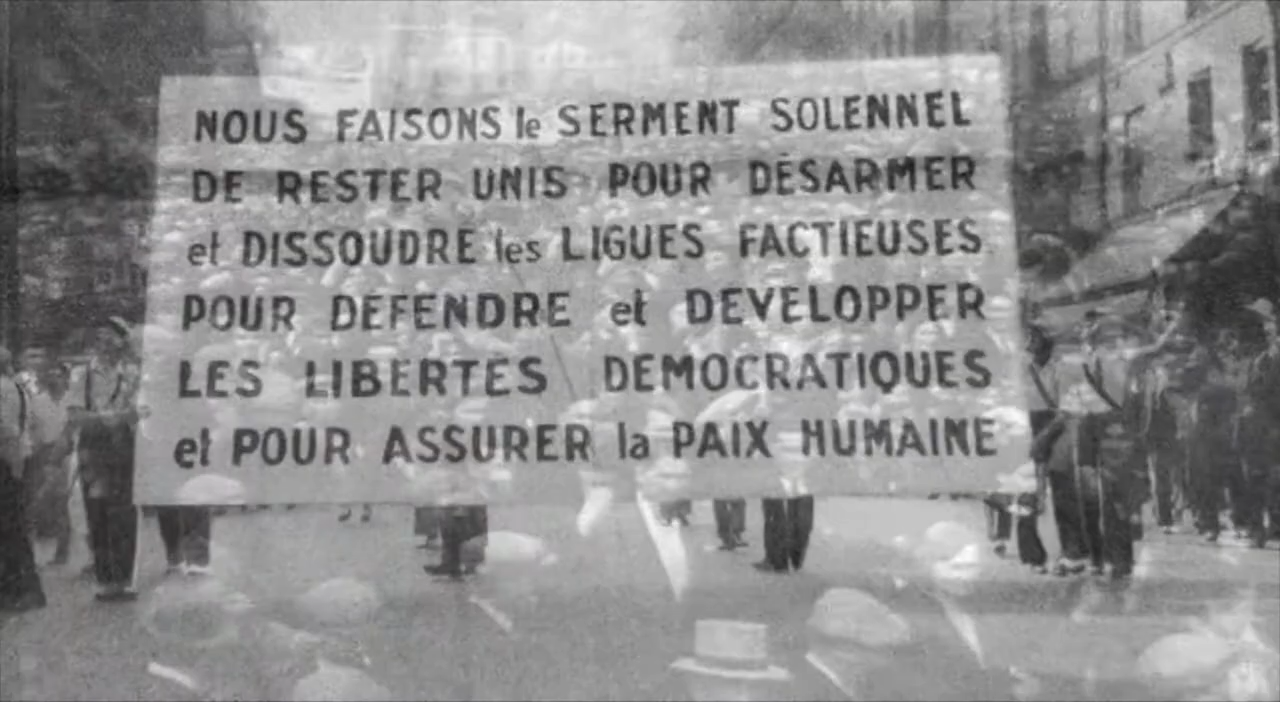 NOUS FAISONS le SERMENT SOLENNEL
DE RESTER UNIS POUR DÉSARMER
et DISSOUDRE les LIGUES FACTIEUSES
POUR DEFENDRE et DEVELOPPER
LES LIBERTES DEMOCRATIQUES
et POUR ASSURER la PAIX HUMAINE